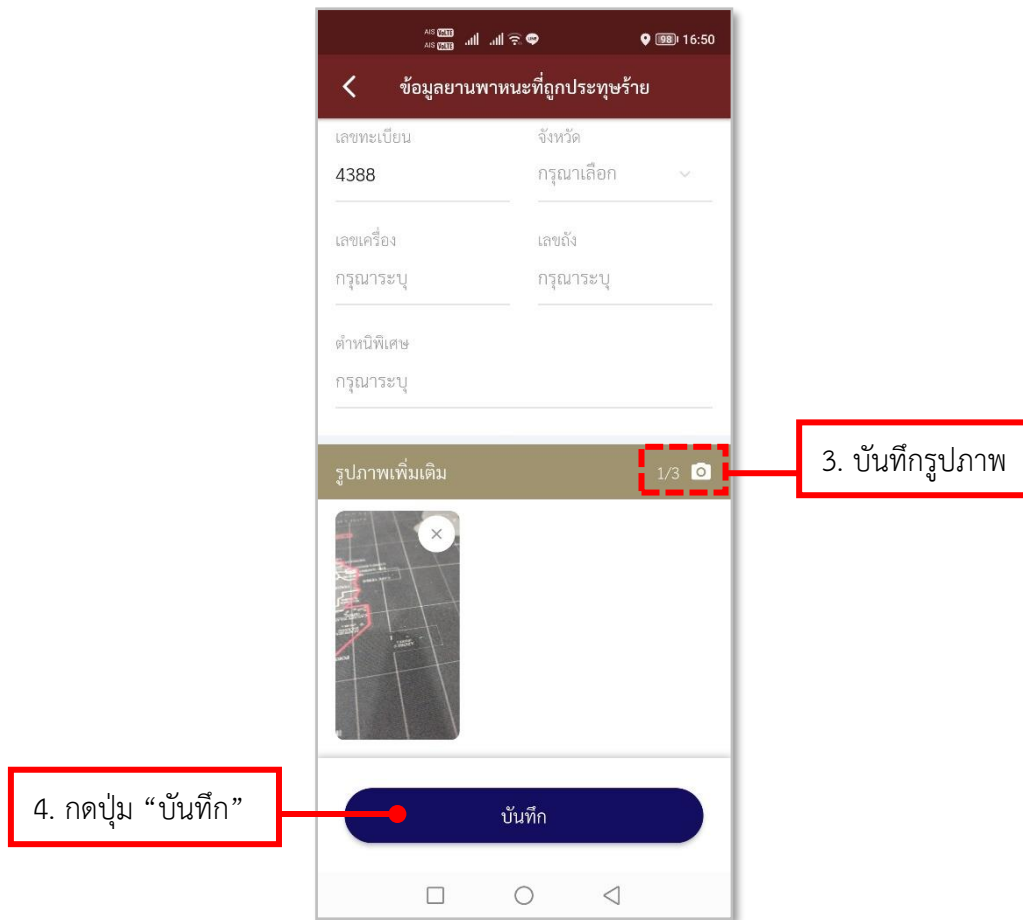 AIS VoLTE
AIS VoLTE
98 16:50
ข้อมูลยานพาหนะที่ถูกประทุษร้าย
เลขทะเบียน จังหวัด
4388 กรุณาเลือก
เลขเครื่อง เลขถัง
กรุณาระบุ กรุณาระบุ
ตำหนิพิเศษ
กรุณาระบุ
รูปภาพเพิ่มเติม 1/3
3. บันทึกรูปภาพ
4. กดปุ่ม “บันทึก”
บันทึก